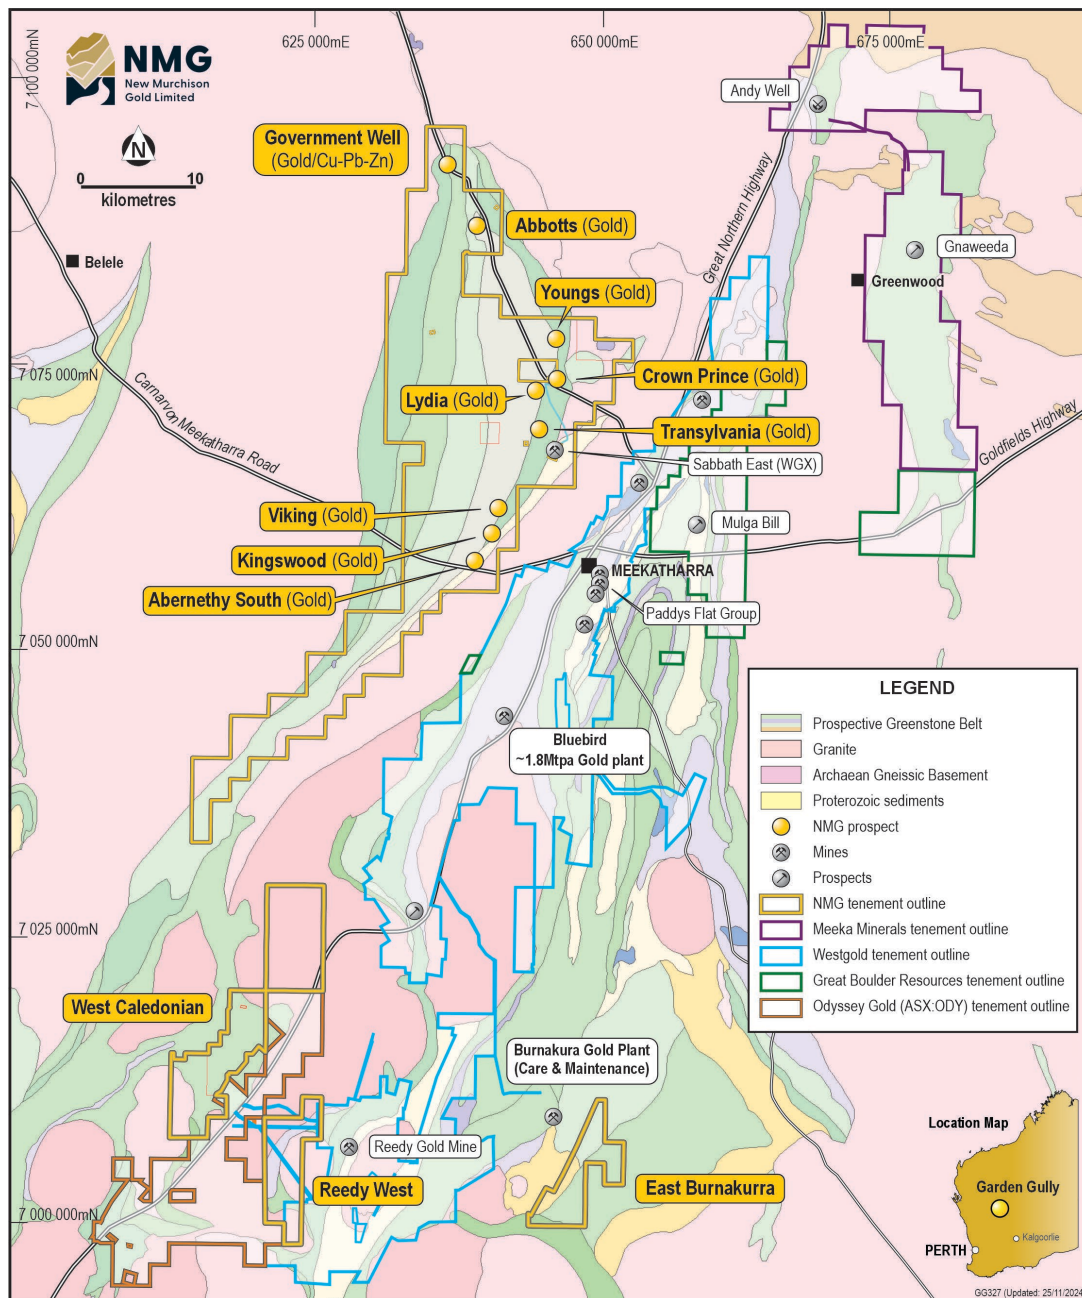 625 000mE
650 000mE
675 000mE
7 100 000mN
NMG
New Murchison
Gold Limited
N
0
10
kilometres
Andy Well
Government Well
(Gold/Cu-Pb-Zn)
Great Northern Highway
Abbotts (Gold)
Gnaweeda
Belele
Greenwood
Youngs (Gold)
7 075 000mN
Crown Prince (Gold)
Lydia (Gold)
Carnarvon Meekatharra Road
Goldfields Highway
Transylvania (Gold)
Sabbath East (WGX)
Viking (Gold)
Mulga Bill
Kingswood (Gold)
MEEKATHARRA
Abernethy South (Gold)
Paddys Flat Group
7 050 000mN
LEGEND
Prospective Greenstone Belt
Granite
Archaean Gneissic Basement
Proterozoic sediments
NMG prospect
Mines
Prospects
NMG tenement outline
Meeka Minerals tenement outline
Westgold tenement outline
Great Boulder Resources tenement outline
Odyssey Gold (ASX:ODY) tenement outline
Bluebird
~1.8Mtpa Gold plant
7 025 000mN
West Caledonian
Burnakura Gold Plant
(Care & Maintenance)
Reedy Gold Mine
Reedy West
East Burnakurra
7 000 000mN
Location Map
Garden Gully
Kalgoorlie
PERTH
GG327 (Updated: 25/11/2024)